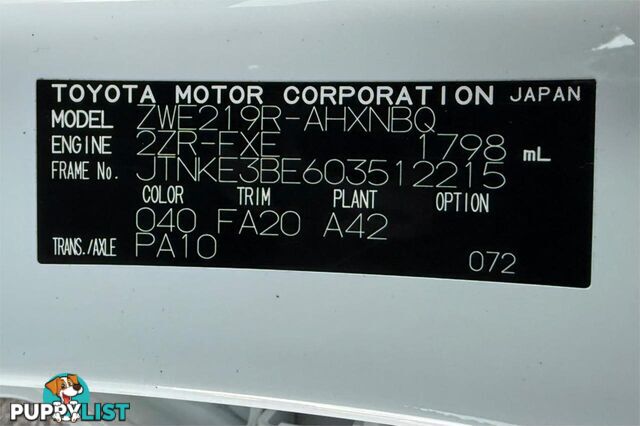 TOYOTA MOTOR CORPORATION JAPAN
MODEL ZWE219R-AHXNBQ
ENGINE 2ZR-FXE 1798 mL
FRAME No. JTNKE3BE603512215
COLOR TRIM PLANT OPTION
040 FA20 A42
TRANS./AXLE PA10 072
PUPPYLIST